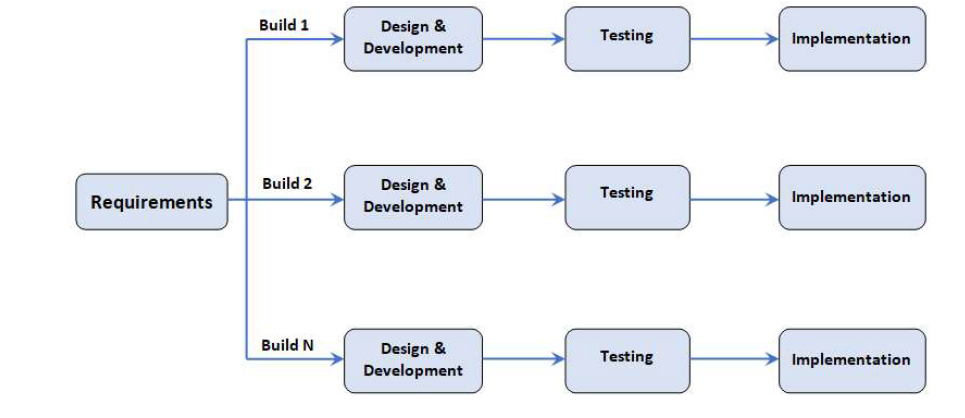 Build 1
Design &
Development
Testing
Implementation
Requirements
Build 2
Design &
Development
Testing
Implementation
Build N
Design &
Development
Testing
Implementation